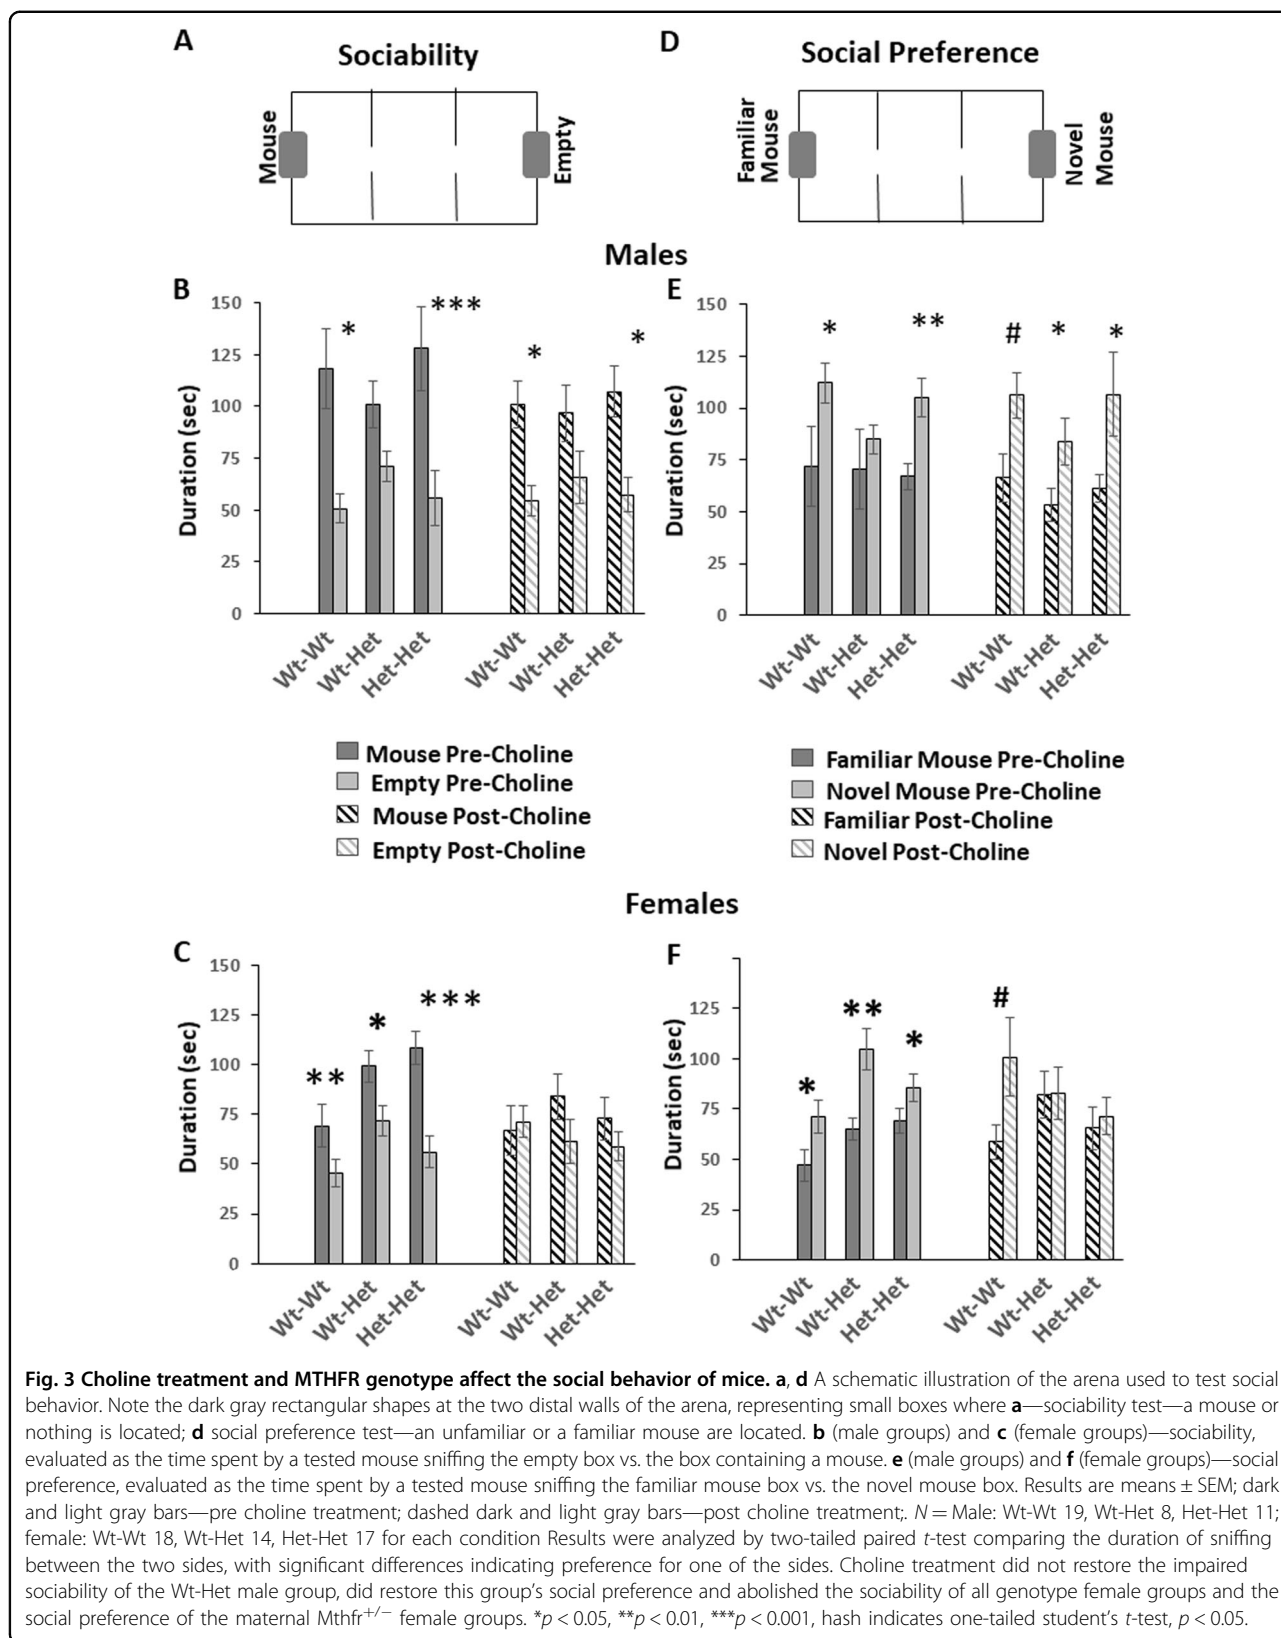 A
Sociability
Mouse
Empty
D
Social Preference
Familiar
Mouse
Novel
Mouse
Males
B
Duration (sec)
150
125
100
75
50
25
0
*
***
*
*
Wt-Wt
Wt-Het
Het-Het
Wt-Wt
Wt-Het
Het-Het
E
Duration (sec)
150
125
100
75
50
25
0
*
**
#
*
*
Wt-Wt
Wt-Het
Het-Het
Wt-Wt
Wt-Het
Het-Het
Mouse Pre-Choline
Empty Pre-Choline
Mouse Post-Choline
Empty Post-Choline
Familiar Mouse Pre-Choline
Novel Mouse Pre-Choline
Familiar Post-Choline
Novel Post-Choline
Females
C
Duration (sec)
150
125
100
75
50
25
0
**
*
***
Wt-Wt
Wt-Het
Het-Het
Wt-Wt
Wt-Het
Het-Het
F
Duration (sec)
125
100
75
50
25
0
*
**
*
#
Wt-Wt
Wt-Het
Het-Het
Wt-Wt
Wt-Het
Het-Het
Fig. 3 Choline treatment and MTHFR genotype affect the social behavior of mice. a, d A schematic illustration of the arena used to test social
behavior. Note the dark gray rectangular shapes at the two distal walls of the arena, representing small boxes where a—sociability test—a mouse or
nothing is located; d social preference test—an unfamiliar or a familiar mouse are located. b (male groups) and c (female groups)—sociability,
evaluated as the time spent by a tested mouse sniffing the empty box vs. the box containing a mouse. e (male groups) and f (female groups)—social
preference, evaluated as the time spent by a tested mouse sniffing the familiar mouse box vs. the novel mouse box. Results are means ± SEM; dark
and light gray bars—pre choline treatment; dashed dark and light gray bars—post choline treatment;. N = Male: Wt-Wt 19, Wt-Het 8, Het-Het 11;
female: Wt-Wt 18, Wt-Het 14, Het-Het 17 for each condition Results were analyzed by two-tailed paired t-test comparing the duration of sniffing
between the two sides, with significant differences indicating preference for one of the sides. Choline treatment did not restore the impaired
sociability of the Wt-Het male group, did restore this group's social preference and abolished the sociability of all genotype female groups and the
social preference of the maternal Mthfr+/− female groups. *p < 0.05, **p < 0.01, ***p < 0.001, hash indicates one-tailed student's t-test, p < 0.05.